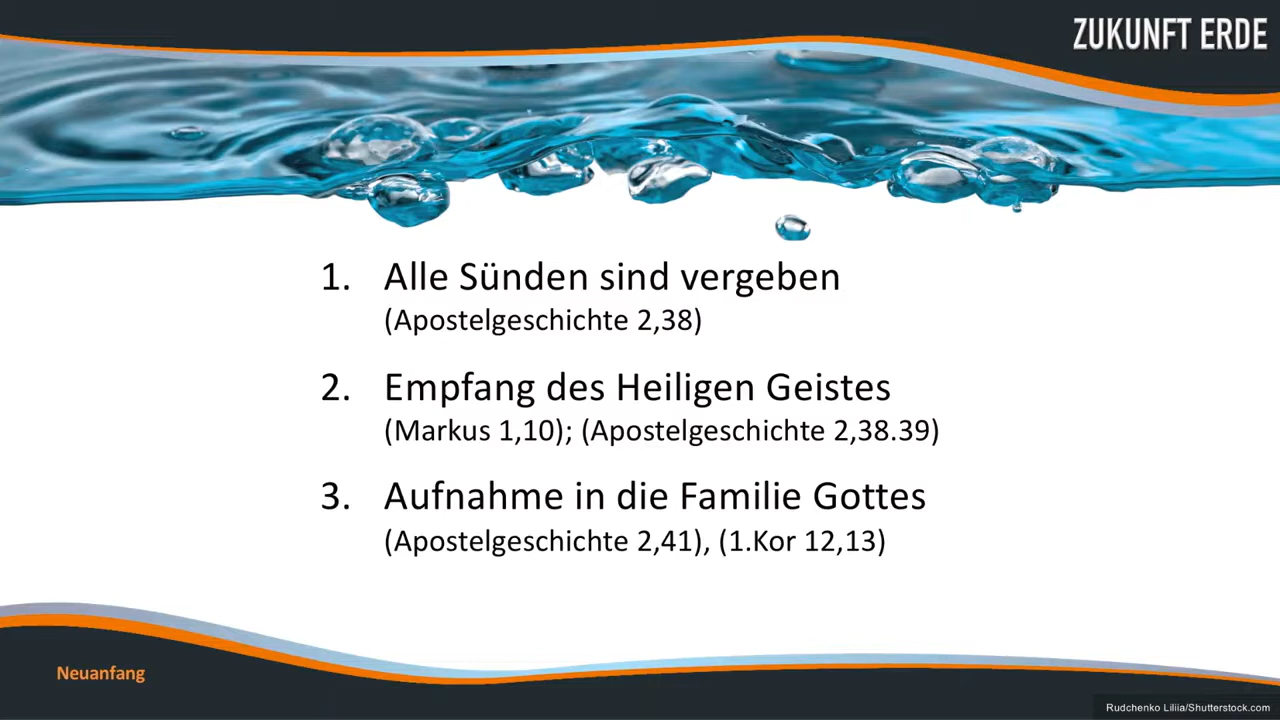 ZUKUNFT ERDE
1. Alle Sünden sind vergeben
(Apostelgeschichte 2,38)
2. Empfang des Heiligen Geistes
(Markus 1,10); (Apostelgeschichte 2,38.39)
3. Aufnahme in die Familie Gottes
(Apostelgeschichte 2,41), (1.Kor 12,13)
Neuanfang
Rudchenko Liliia/Shutterstock.com